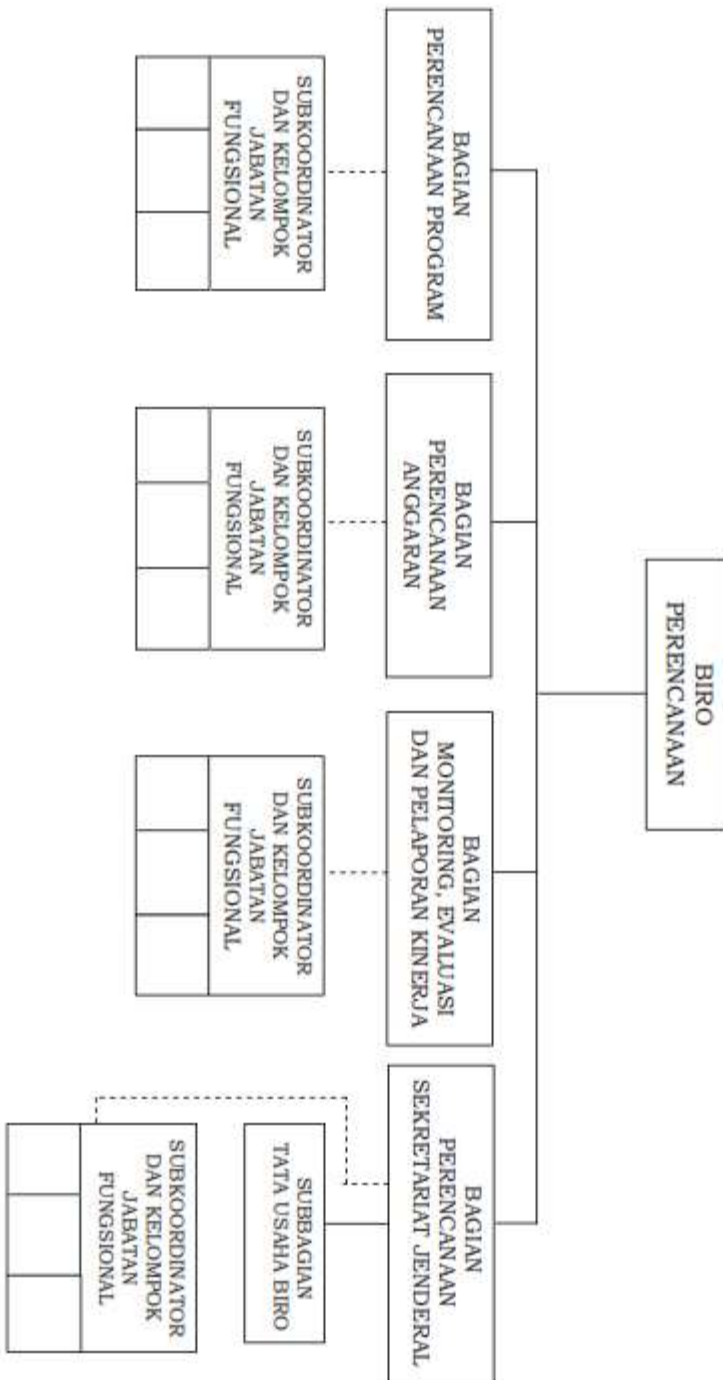 BIRO
PERENCANAAN
BAGIAN
PERENCANAAN PROGRAM
BAGIAN
PERENCANAAN
ANGGARAN
BAGIAN
MONITORING, EVALUASI
DAN PELAPORAN KINERJA
BAGIAN
PERENCANAAN
SEKRETARIAT JENDERAL
SUBKOORDINATOR
DAN KELOMPOK
JABATAN
FUNGSIONAL
SUBKOORDINATOR
DAN KELOMPOK
JABATAN
FUNGSIONAL
SUBKOORDINATOR
DAN KELOMPOK
JABATAN
FUNGSIONAL
SUBBAGIAN
TATA USAHA BIRO
SUBKOORDINATOR
DAN KELOMPOK
JABATAN
FUNGSIONAL